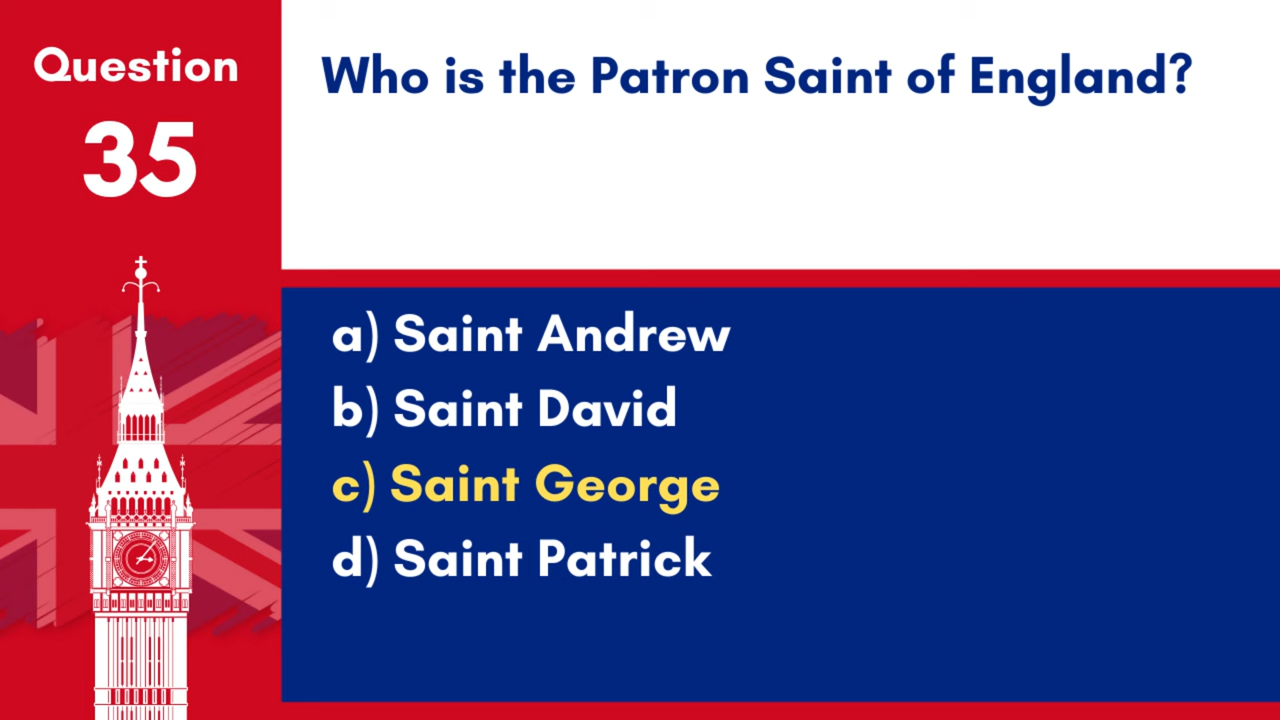 Question
35
Who is the Patron Saint of England?
a) Saint Andrew
b) Saint David
c) Saint George
d) Saint Patrick